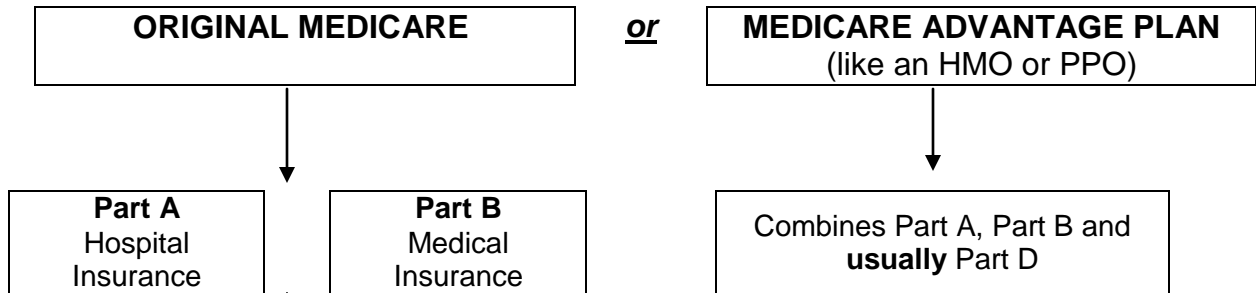 ORIGINAL MEDICARE
or
MEDICARE ADVANTAGE PLAN
(like an HMO or PPO)
Part A
Hospital
Insurance
Part B
Medical
Insurance
Combines Part A, Part B and
usually Part D